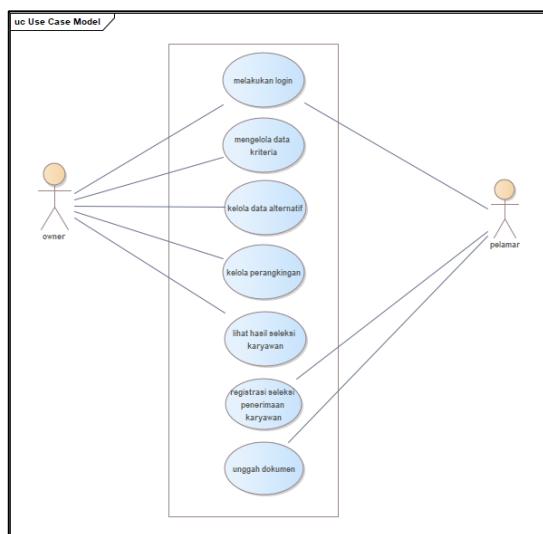 uc Use Case Model
melakukan login
mengelola data
kriteria
kelola data alternatif
owner
pelamar
kelola perangkingan
lihat hasil seleksi
karyawan
registrasi seleksi
penerimaan
karyawan
unggah dokumen